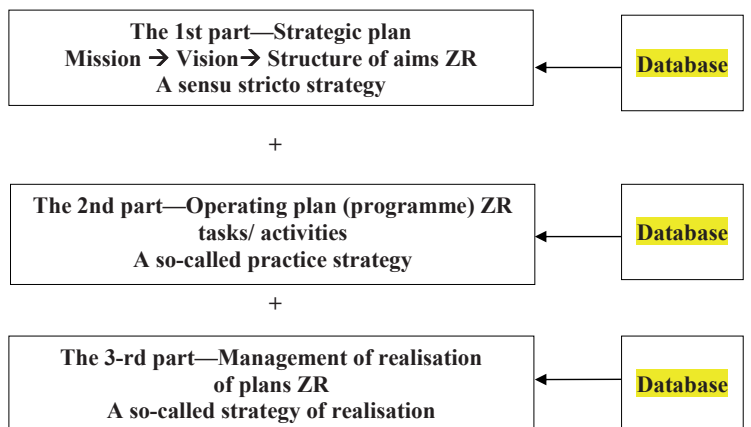 The 1st part—Strategic plan
Mission → Vision→ Structure of aims ZR
A sensu stricto strategy
Database
+
The 2nd part—Operating plan (programme) ZR
tasks/ activities
A so-called practice strategy
Database
+
The 3-rd part—Management of realisation
of plans ZR
A so-called strategy of realisation
Database